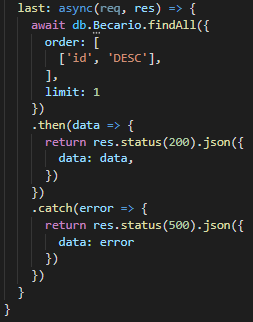 last: async(req, res) => {
await db.Becario.findAll({
order: [
['id', 'DESC'],
],
limit: 1
})
.then(data => {
return res.status(200).json({
data: data,
})
})
.catch(error => {
return res.status(500).json({
data: error
})
})
}
}